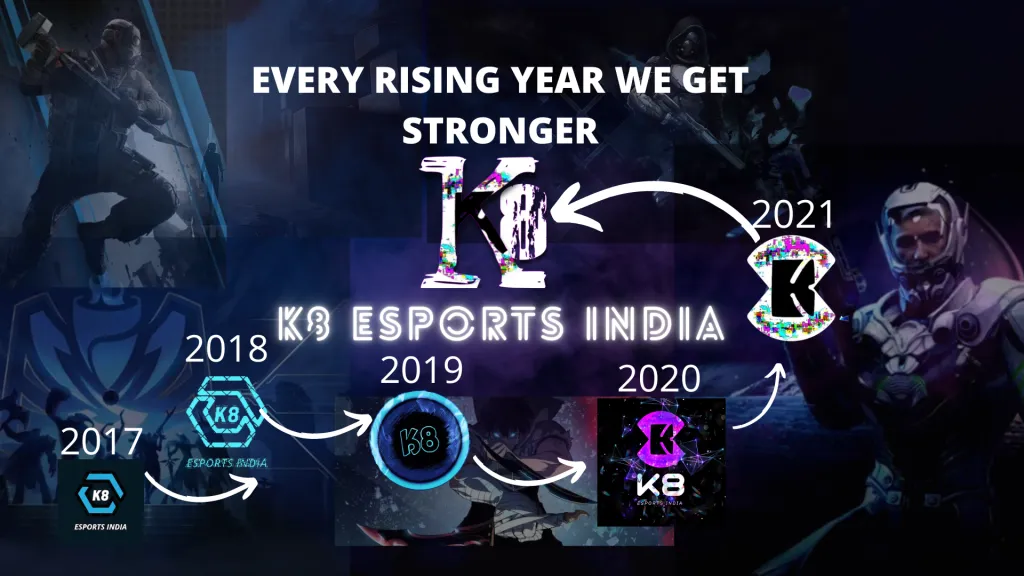 EVERY RISING YEAR WE GET
STRONGER
K8
2021
K
K8 ESPORTS INDIA
2018
K8
ESPORTS INDIA
2019
K8
2020
K
K8
ESPORTS INDIA
2017
K8
ESPORTS INDIA